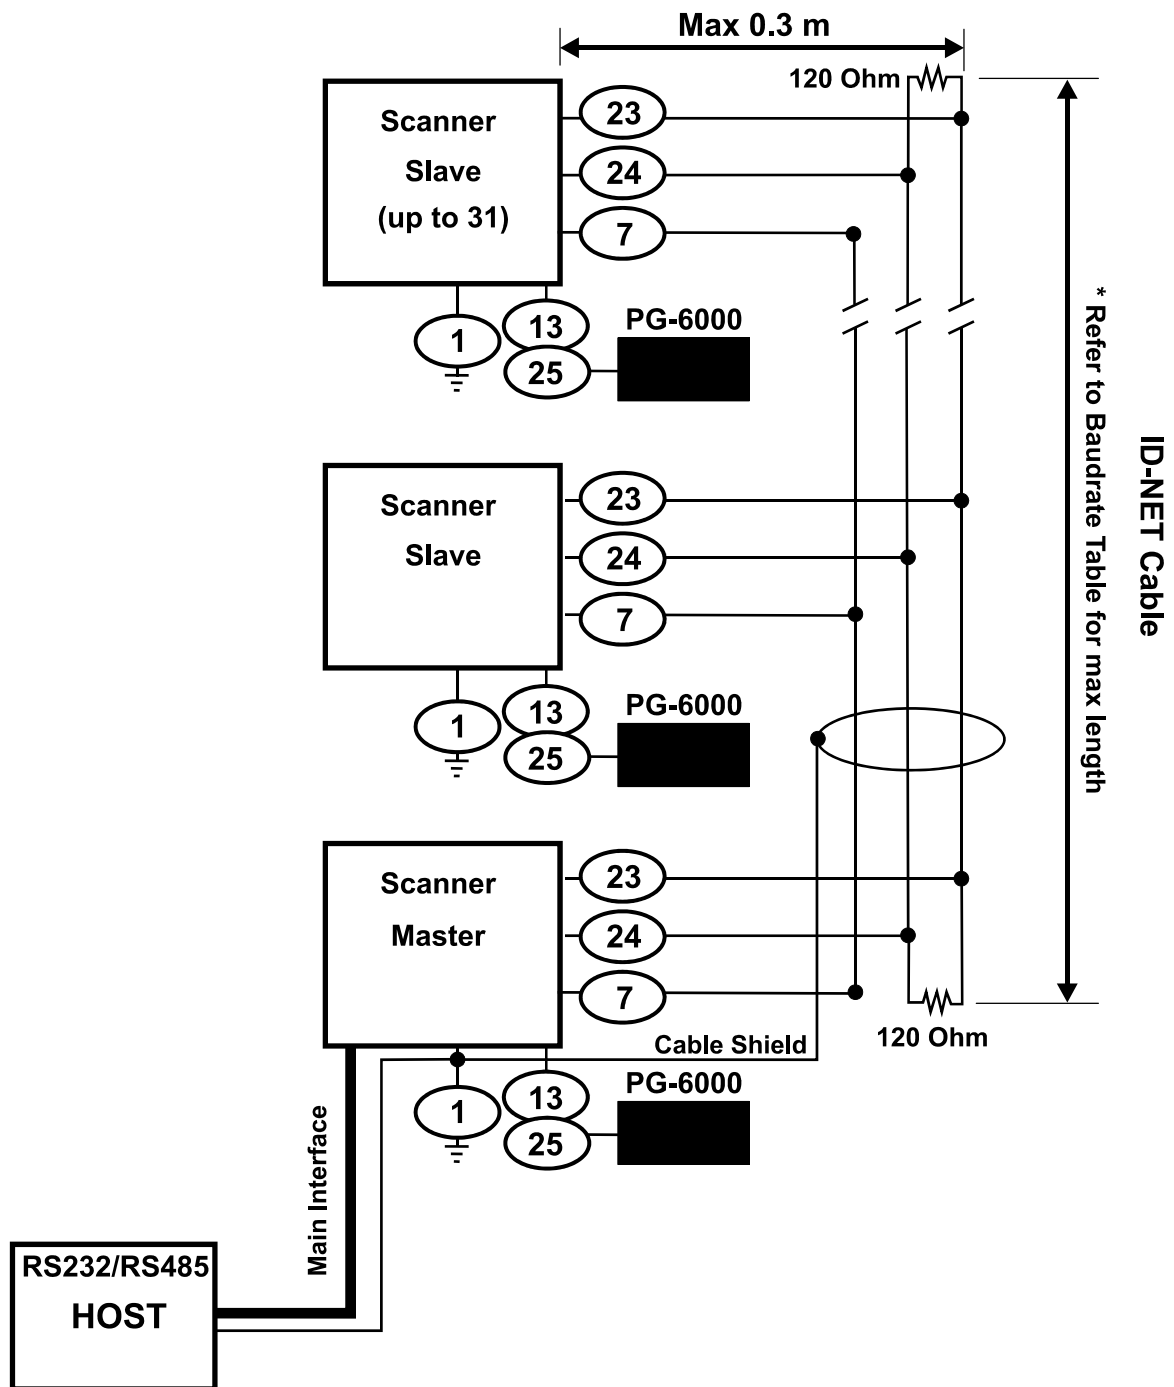 Max 0.3 m
120 Ohm
Scanner
Slave
(up to 31)
23
24
7
1
13
25
PG-6000
Scanner
Slave
23
24
7
1
13
25
PG-6000
Scanner
Master
23
24
7
120 Ohm
Cable Shield
1
13
25
PG-6000
Main Interface
RS232/RS485
HOST
* Refer to Baudrate Table for max length
ID-NET Cable